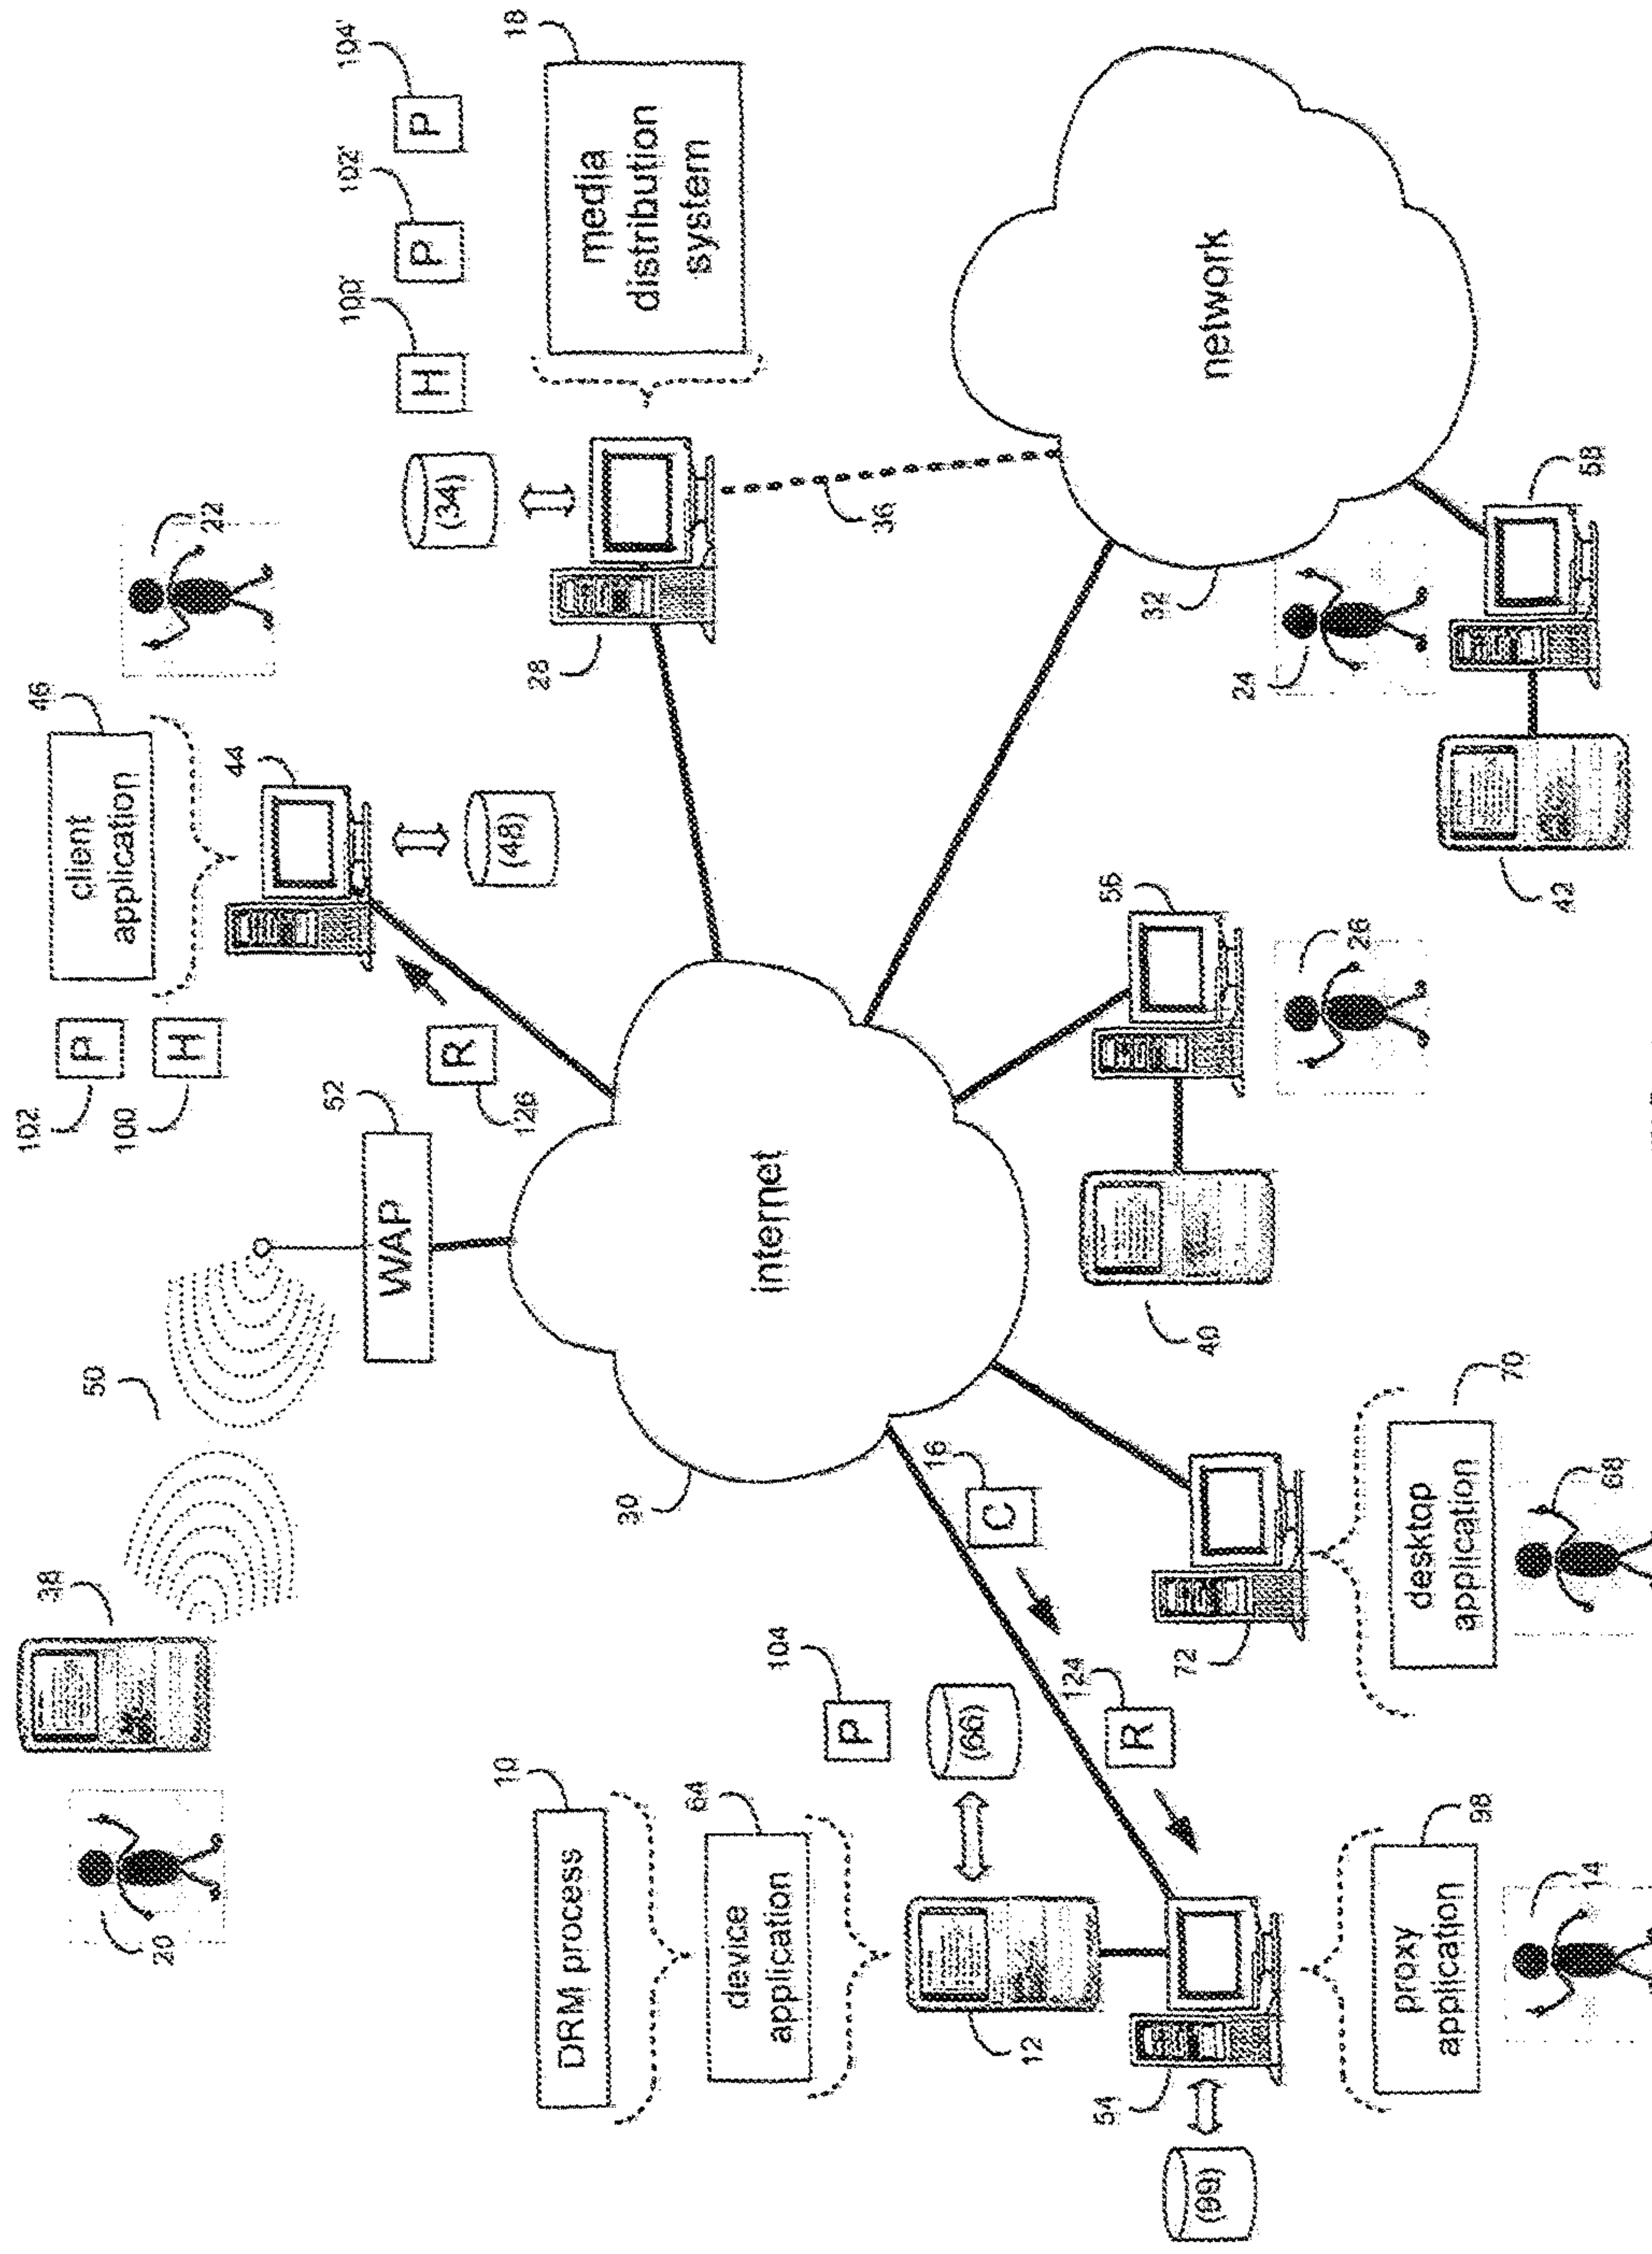 DRM process
10
device
application
64
12
(66)
P
104
54
(99)
proxy
application
98
14
R
124
C
16
72
desktop
application
70
68
20
38
50
WAP
52
internet
30
40
56
26
P
102
H
100
R
126
client
application
46
44
(48)
22
28
(34)
H
100'
P
102'
P
104'
media
distribution
system
18
36
network
32
24
58
42